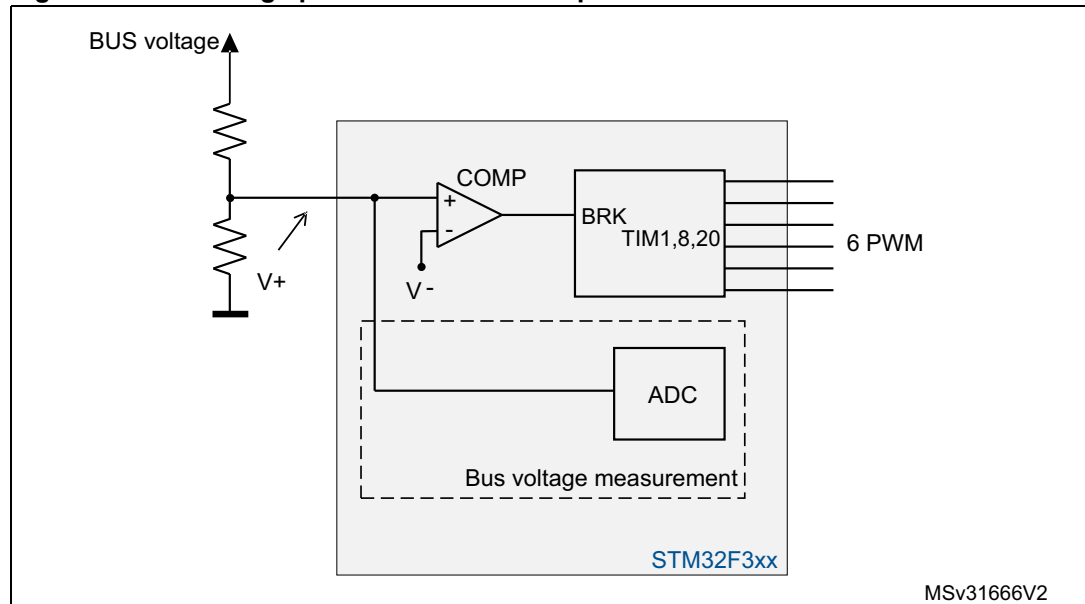 BUS voltage
COMP
+
-
BRK
TIM1,8,20
6 PWM
V+
V -
ADC
Bus voltage measurement
STM32F3xx
MSv31666V2